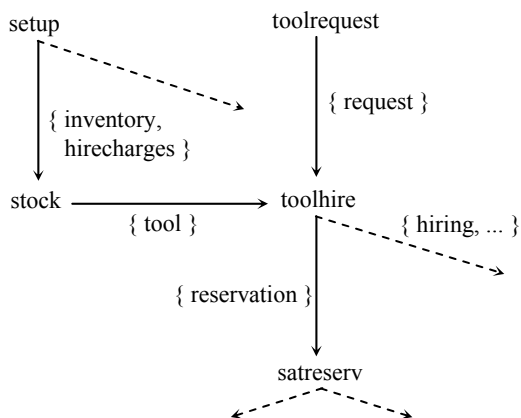 setup
toolrequest
{ inventory,
hirecharges }
{ request }
stock
toolhire
{ tool }
{ hiring, ... }
{ reservation }
satreserv